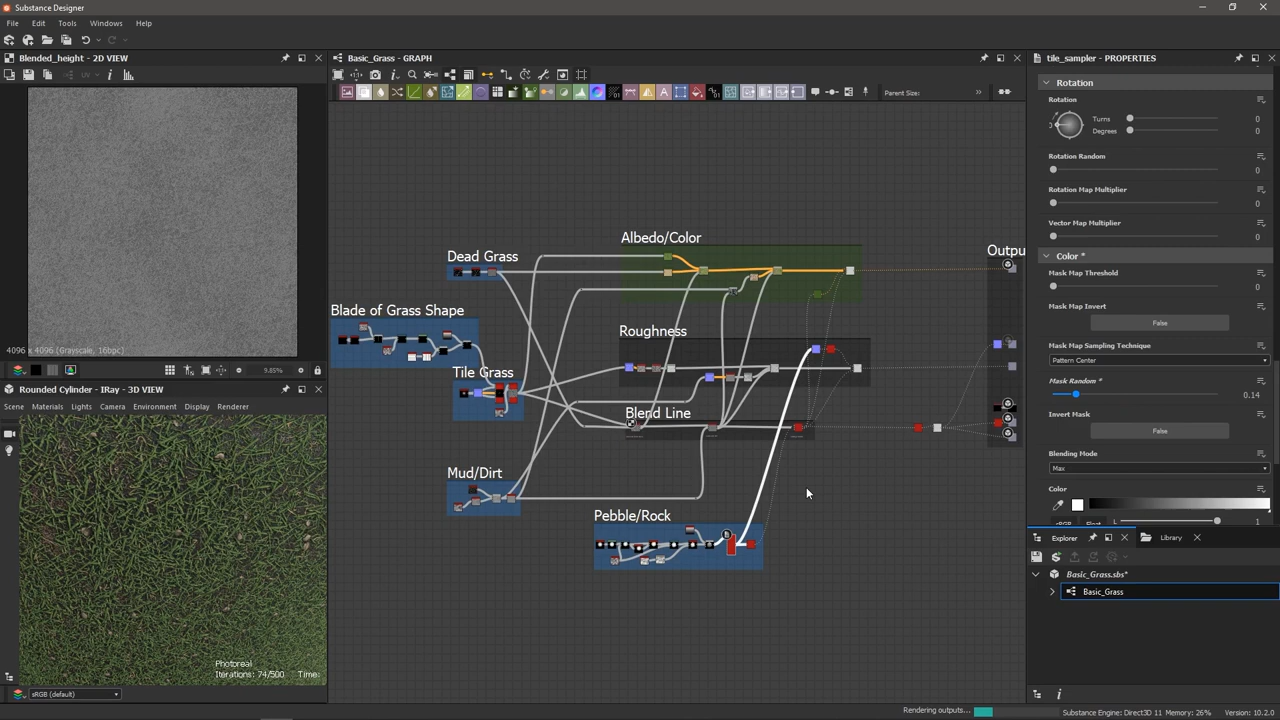 Substance Designer
File Edit Tools Windows Help
Blended_height - 2D VIEW
UV
4096 x 4096 (Grayscale, 16bpc)
9.85%
Rounded Cylinder - IRay - 3D VIEW
Scene Materials Lights Camera Environment Display Renderer
Photoreal
Iterations: 74/500 Time:
sRGB (default)
Basic_Grass - GRAPH
Parent Size:
Dead Grass
Albedo/Color
Outpu
Blade of Grass Shape
Roughness
Tile Grass
Blend Line
Mud/Dirt
Pebble/Rock
tile_sampler - PROPERTIES
Rotation
Rotation
Turns 0
Degrees 0
Rotation Random
0
Rotation Map Multiplier
0
Vector Map Multiplier
0
Color *
Mask Map Threshold
0
Mask Map Invert
False
Mask Map Sampling Technique
Pattern Center
Mask Random *
0.14
Invert Mask
False
Blending Mode
Max
Color
L 1
Explorer Library
Basic_Grass.sbs*
Basic_Grass
Rendering outputs...
Substance Engine: Direct3D 11 Memory: 26% Version: 10.2.0